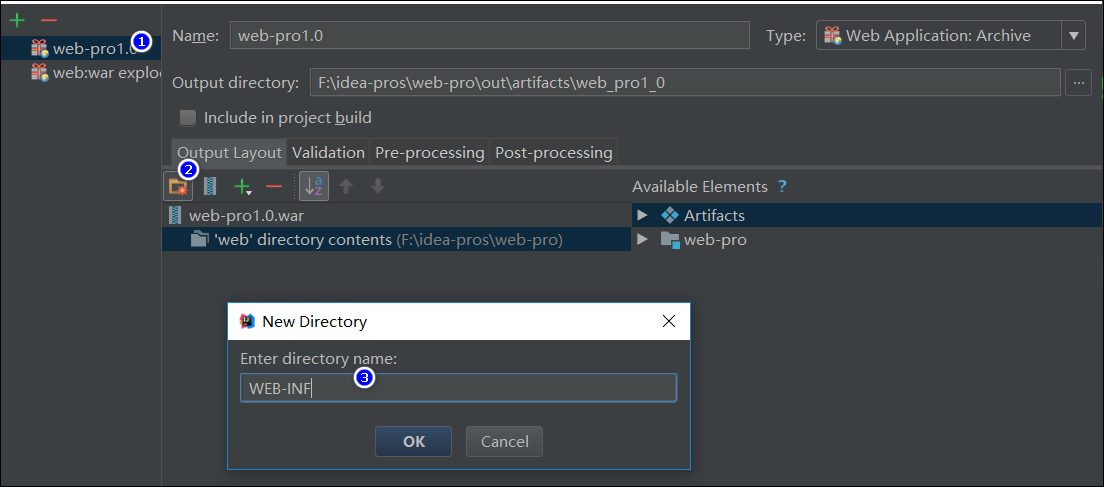 web-pro1.0
1
web:war explod
Name: web-pro1.0
Type: Web Application: Archive
Output directory: F:\idea-pros\web-pro\out\artifacts\web_pro1_0
...
Include in project build
Output Layout Validation Pre-processing Post-processing
2
Available Elements ?
web-pro1.0.war
'web' directory contents (F:\idea-pros\web-pro)
Artifacts
web-pro
New Directory
Enter directory name:
3
WEB-INF
OK Cancel